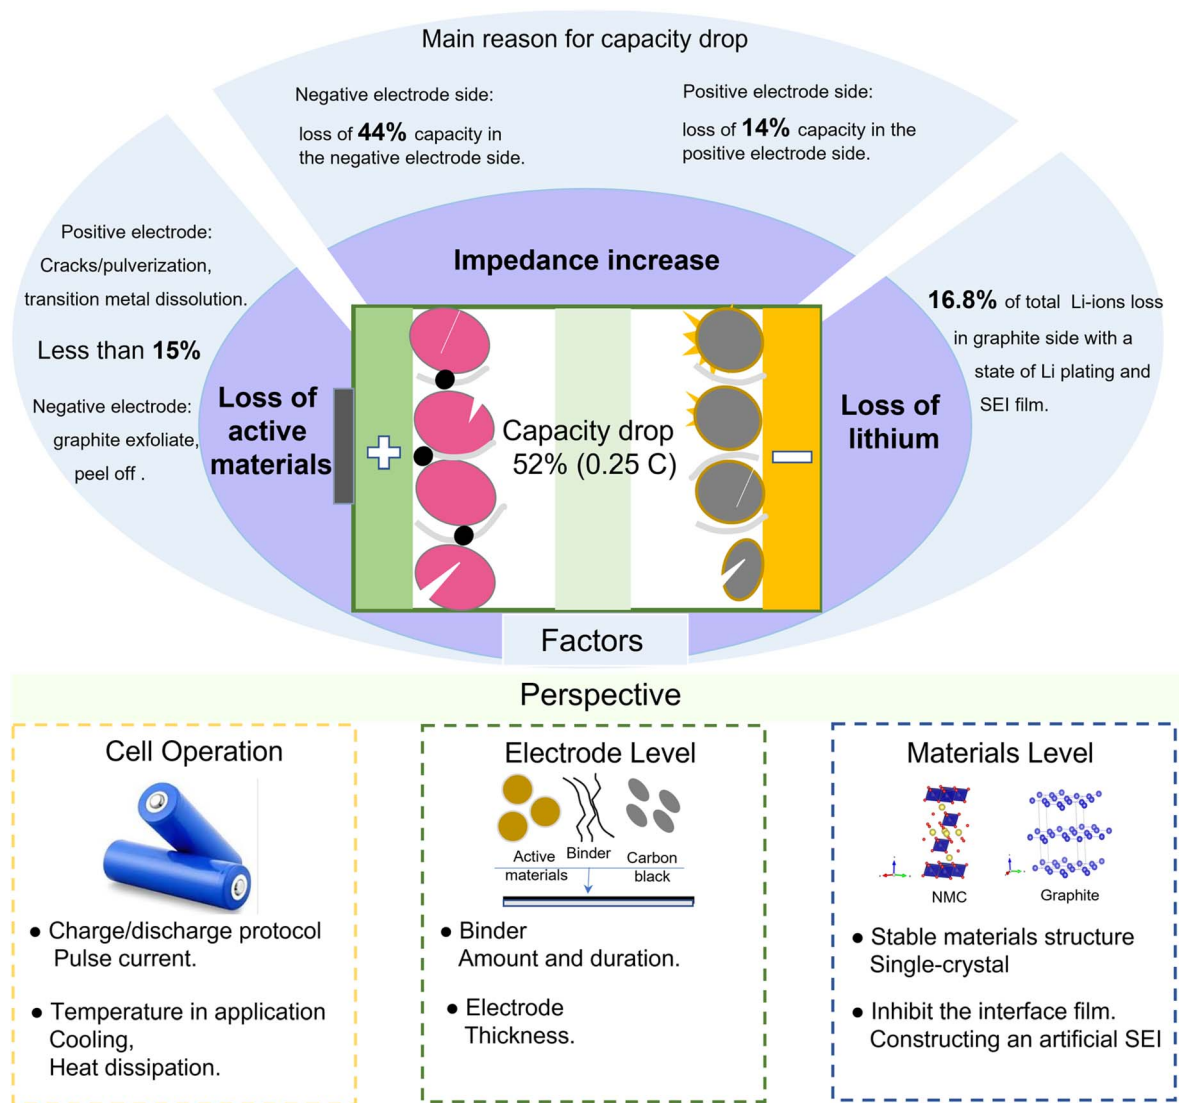 Main reason for capacity drop
Negative electrode side:
loss of 44% capacity in
the negative electrode side.
Positive electrode side:
loss of 14% capacity in the
positive electrode side.
Positive electrode:
Cracks/pulverization,
transition metal dissolution.
Less than 15%
Negative electrode:
graphite exfoliate,
peel off .
Impedance increase
Loss of
active
materials
Capacity drop
52% (0.25 C)
Loss of
lithium
16.8% of total Li-ions loss
in graphite side with a
state of Li plating and
SEI film.
Factors
Perspective
Cell Operation
● Charge/discharge protocol
Pulse current.
● Temperature in application
Cooling,
Heat dissipation.
Electrode Level
Active
materials
Binder
Carbon
black
● Binder
Amount and duration.
● Electrode
Thickness.
Materials Level
NMC
Graphite
● Stable materials structure
Single-crystal
● Inhibit the interface film.
Constructing an artificial SEI